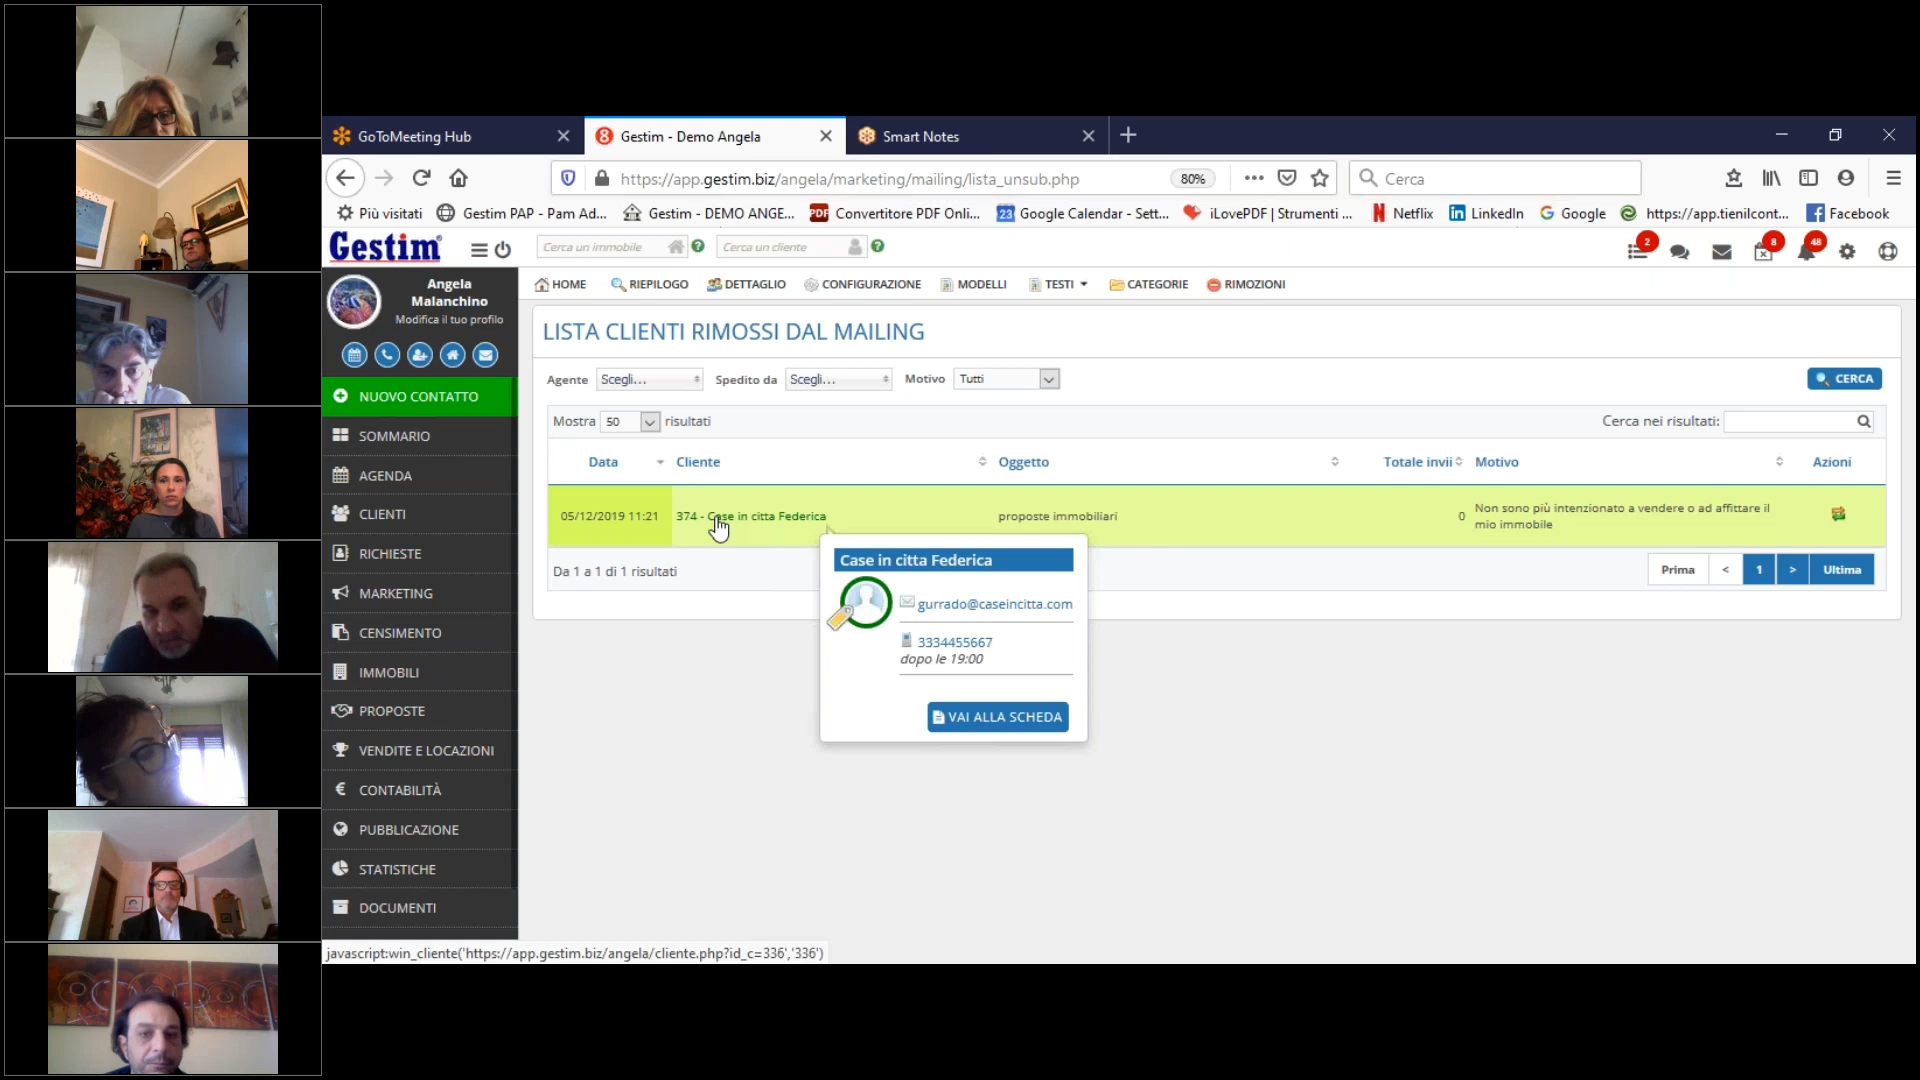 GoToMeeting Hub
Gestim - Demo Angela
Smart Notes
https://app.gestim.biz/angela/marketing/mailing/lista_unsub.php
80%
Cerca
Più visitati
Gestim PAP - Pam Ad...
Gestim - DEMO ANGE...
PDF Convertitore PDF Onli...
23 Google Calendar - Sett...
iLovePDF | Strumenti ...
Netflix
LinkedIn
Google
https://app.tienilcont...
Facebook
Gestim
Cerca un immobile
Cerca un cliente
2
8
48
Angela
Malanchino
Modifica il tuo profilo
HOME
RIEPILOGO
DETTAGLIO
CONFIGURAZIONE
MODELLI
TESTI
CATEGORIE
RIMOZIONI
NUOVO CONTATTO
SOMMARIO
AGENDA
CLIENTI
RICHIESTE
MARKETING
CENSIMENTO
IMMOBILI
PROPOSTE
VENDITE E LOCAZIONI
CONTABILITÀ
PUBBLICAZIONE
STATISTICHE
DOCUMENTI
LISTA CLIENTI RIMOSSI DAL MAILING
Agente Scegli... Spedito da Scegli... Motivo Tutti
CERCA
Mostra 50 risultati
Cerca nei risultati:
Data Cliente Oggetto Totale invii Motivo Azioni
05/12/2019 11:21 374 - Case in citta Federica proposte immobiliari 0 Non sono più intenzionato a vendere o ad affittare il
mio immobile
Da 1 a 1 di 1 risultati
Prima < 1 > Ultima
Case in citta Federica
gurrado@caseincitta.com
3334455667
dopo le 19:00
VAI ALLA SCHEDA
javascript:win_cliente('https://app.gestim.biz/angela/cliente.php?id_c=336','336')